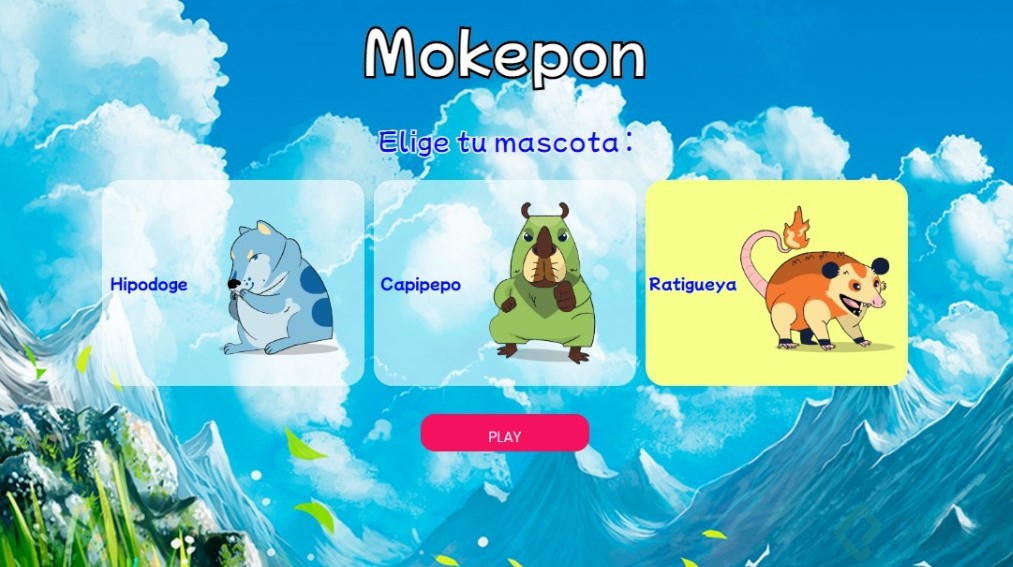 Mokepon
Elige tu mascota:
Hipodoge
Capipepo
Ratigueya
PLAY